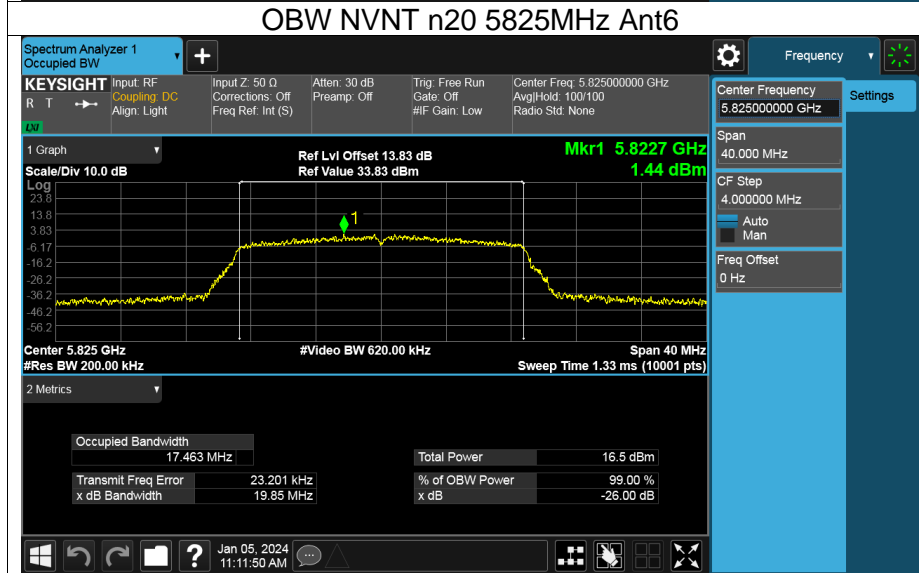 OBW NVNT n20 5825MHz Ant6
Spectrum Analyzer 1
Occupied BW
+
Frequency
KEYSIGHT
R T
LXI
Input: RF
Coupling: DC
Align: Light
Input Z: 50 Ω
Corrections: Off
Freq Ref: Int (S)
Atten: 30 dB
Preamp: Off
Trig: Free Run
Gate: Off
#IF Gain: Low
Center Freq: 5.825000000 GHz
Avg|Hold: 100/100
Radio Std: None
Center Frequency
5.825000000 GHz
Settings
Span
40.000 MHz
CF Step
4.000000 MHz
Auto
Man
Freq Offset
0 Hz
1 Graph
Scale/Div 10.0 dB
Ref Lvl Offset 13.83 dB
Ref Value 33.83 dBm
Mkr1 5.8227 GHz
1.44 dBm
Log
23.8
13.8
3.83
-6.17
-16.2
-26.2
-36.2
-46.2
-56.2
1
Center 5.825 GHz
#Res BW 200.00 kHz
#Video BW 620.00 kHz
Span 40 MHz
Sweep Time 1.33 ms (10001 pts)
2 Metrics
Occupied Bandwidth
17.463 MHz
Total Power 16.5 dBm
Transmit Freq Error 23.201 kHz
% of OBW Power 99.00 %
x dB Bandwidth 19.85 MHz
x dB -26.00 dB
?
Jan 05, 2024
11:11:50 AM